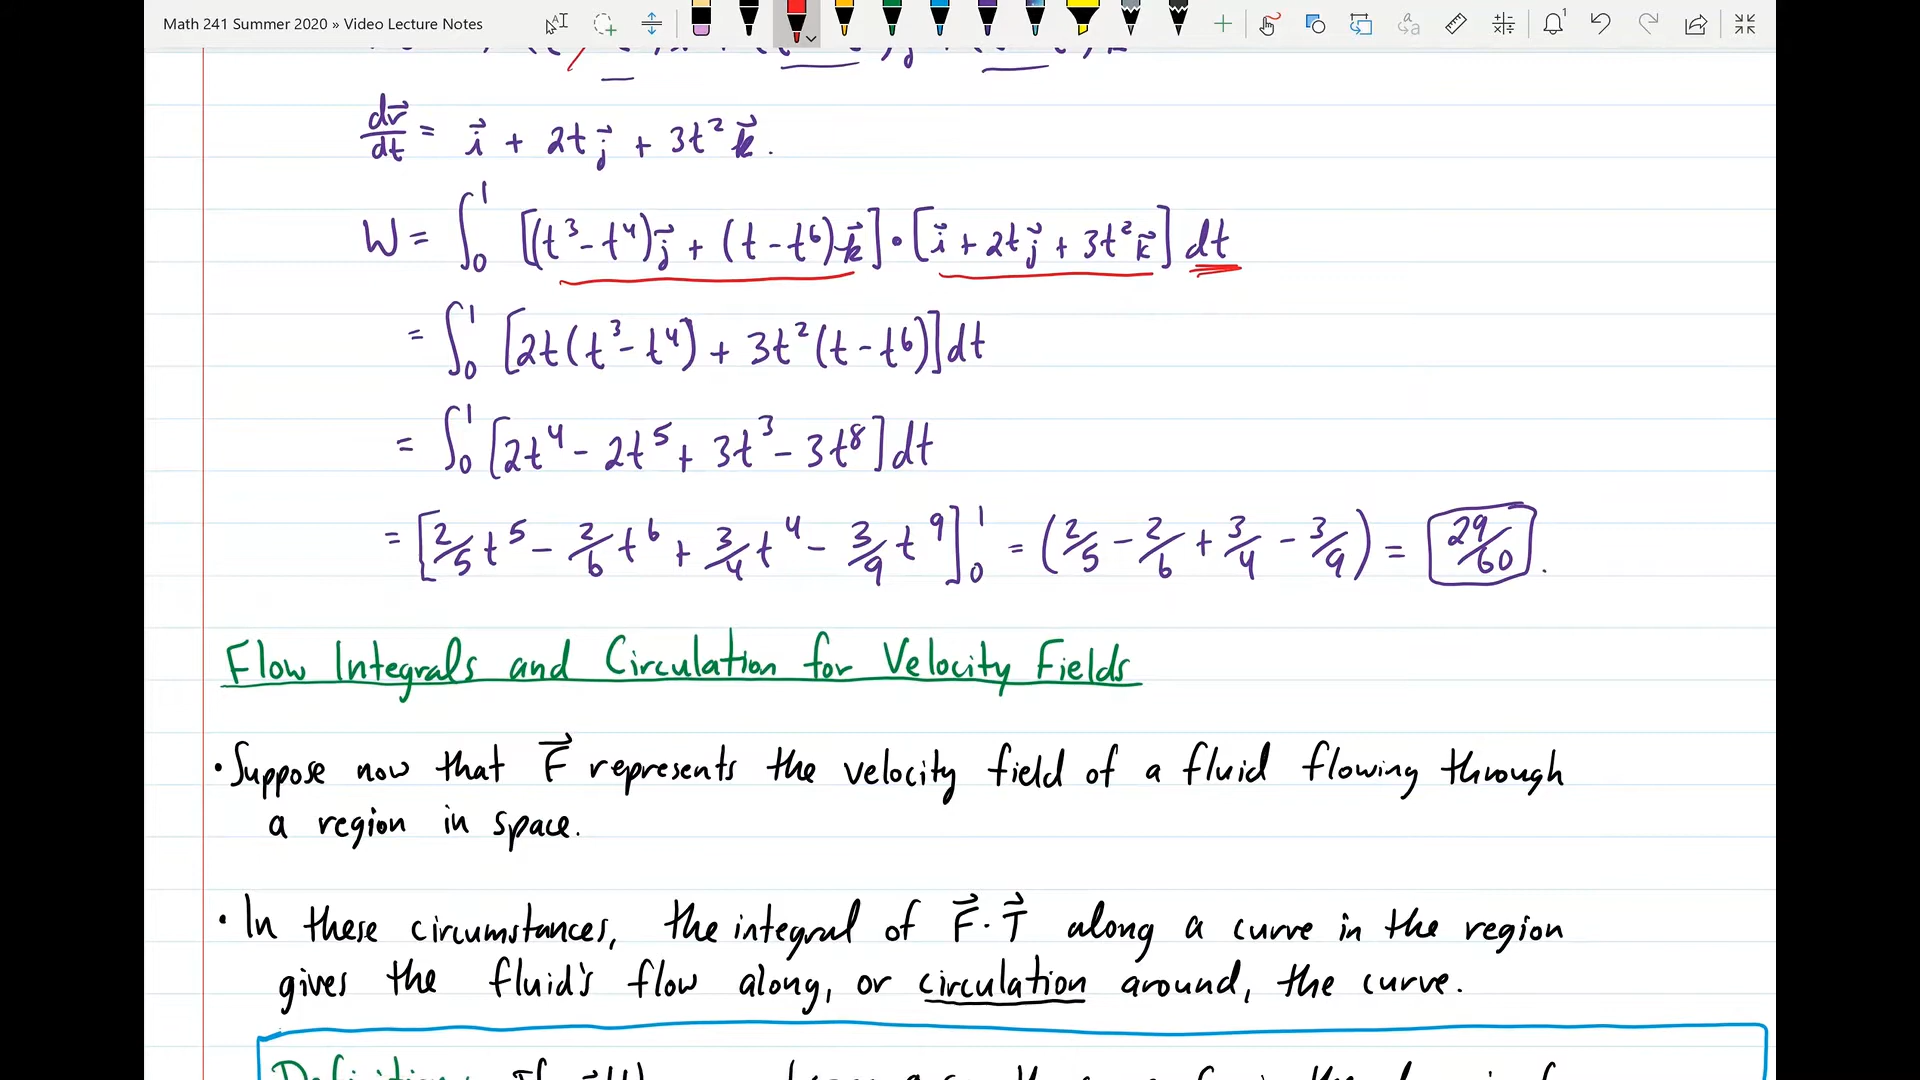 Math 241 Summer 2020 » Video Lecture Notes
dr⃗/dt = i⃗ + 2t j⃗ + 3t² k⃗.
W = ∫₀¹ [(t³ - t⁴) j⃗ + (t - t⁶) k⃗] • [i⃗ + 2t j⃗ + 3t² k⃗] dt
= ∫₀¹ [2t(t³ - t⁴) + 3t²(t - t⁶)] dt
= ∫₀¹ [2t⁴ - 2t⁵ + 3t³ - 3t⁸] dt
= [2/5 t⁵ - 2/6 t⁶ + 3/4 t⁴ - 3/9 t⁹]₀¹ = (2/5 - 2/6 + 3/4 - 3/9) = 29/60.
Flow Integrals and Circulation for Velocity Fields
• Suppose now that F⃗ represents the velocity field of a fluid flowing through
a region in space.
• In these circumstances, the integral of F⃗ · T⃗ along a curve in the region
gives the fluid's flow along, or circulation around, the curve.